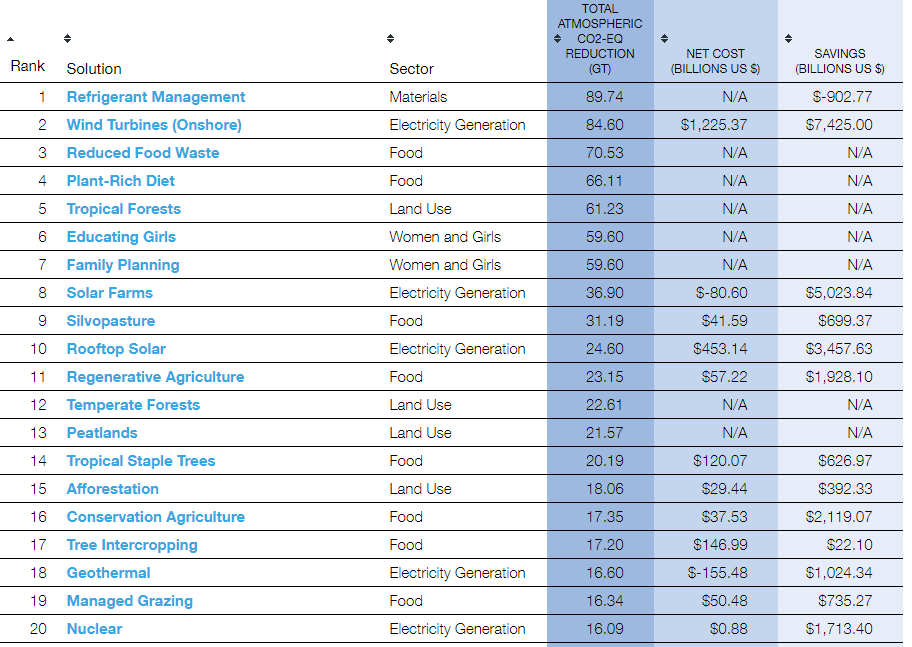 TOTAL
ATMOSPHERIC
CO2-EQ
REDUCTION
(GT)
NET COST
(BILLIONS US $)
SAVINGS
(BILLIONS US $)
Rank Solution Sector
1 Refrigerant Management Materials 89.74 N/A $-902.77
2 Wind Turbines (Onshore) Electricity Generation 84.60 $1,225.37 $7,425.00
3 Reduced Food Waste Food 70.53 N/A N/A
4 Plant-Rich Diet Food 66.11 N/A N/A
5 Tropical Forests Land Use 61.23 N/A N/A
6 Educating Girls Women and Girls 59.60 N/A N/A
7 Family Planning Women and Girls 59.60 N/A N/A
8 Solar Farms Electricity Generation 36.90 $-80.60 $5,023.84
9 Silvopasture Food 31.19 $41.59 $699.37
10 Rooftop Solar Electricity Generation 24.60 $453.14 $3,457.63
11 Regenerative Agriculture Food 23.15 $57.22 $1,928.10
12 Temperate Forests Land Use 22.61 N/A N/A
13 Peatlands Land Use 21.57 N/A N/A
14 Tropical Staple Trees Food 20.19 $120.07 $626.97
15 Afforestation Land Use 18.06 $29.44 $392.33
16 Conservation Agriculture Food 17.35 $37.53 $2,119.07
17 Tree Intercropping Food 17.20 $146.99 $22.10
18 Geothermal Electricity Generation 16.60 $-155.48 $1,024.34
19 Managed Grazing Food 16.34 $50.48 $735.27
20 Nuclear Electricity Generation 16.09 $0.88 $1,713.40